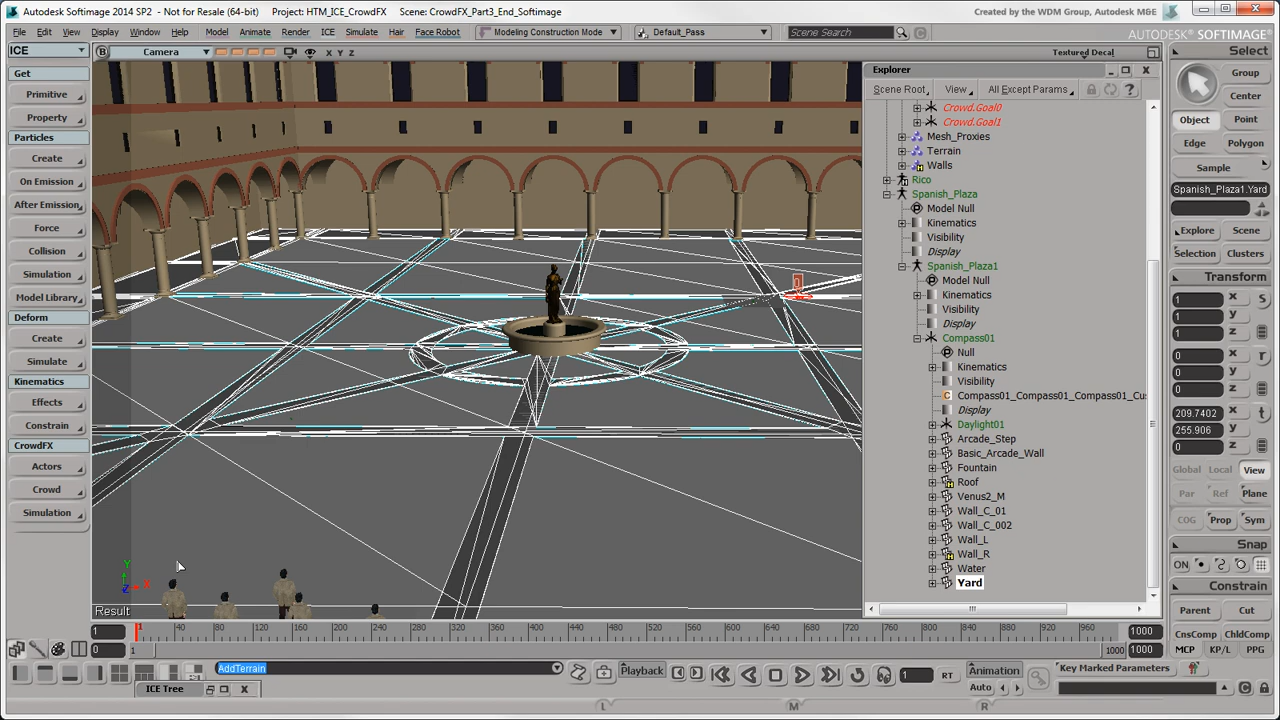 Autodesk Softimage 2014 SP2 - Not for Resale (64-bit) Project: HTM_ICE_CrowdFX Scene: CrowdFX_Part3_End_Softimage Created by the WDM Group, Autodesk M&E
File Edit View Display Window Help Model Animate Render ICE Simulate Hair Face Robot Modeling Construction Mode Default_Pass Scene Search AUTODESK® SOFTIMAGE®
ICE
B Camera X Y Z Textured Decal
Get
Primitive
Property
Particles
Create
On Emission
After Emission
Force
Collision
Simulation
Model Library
Deform
Create
Simulate
Kinematics
Effects
Constrain
CrowdFX
Actors
Crowd
Simulation
Y
X
Z
Result
Explorer
Scene Root View All Except Params ?
Crowd.Goal0
Crowd.Goal1
Mesh_Proxies
Terrain
Walls
Rico
Spanish_Plaza
Model Null
Kinematics
Visibility
Display
Spanish_Plaza1
Model Null
Kinematics
Visibility
Display
Compass01
Null
Kinematics
Visibility
Compass01_Compass01_Compass01_Cu
Display
Daylight01
Arcade_Step
Basic_Arcade_Wall
Fountain
Roof
Venus2_M
Wall_C_01
Wall_C_002
Wall_L
Wall_R
Water
Yard
Select
Group
Center
Object Point
Edge Polygon
Sample
Spanish_Plaza1.Yard
Explore Scene
Selection Clusters
Transform
1 X S
1 Y
1 Z
0 X r
0 Y
0 Z
209.7402 X t
255.906 Y
0 Z
Global Local View
Par Ref Plane
COG Prop Sym
Snap
ON
Constrain
Parent Cut
CnsComp ChldComp
MCP KP/L PPG
1 1 40 80 120 160 200 240 280 320 360 400 440 480 520 560 600 640 680 720 760 800 840 880 920 960 1000
0 1 1000 1000
AddTerrain Playback 1 RT Animation Key Marked Parameters
Auto
ICE Tree
L M R